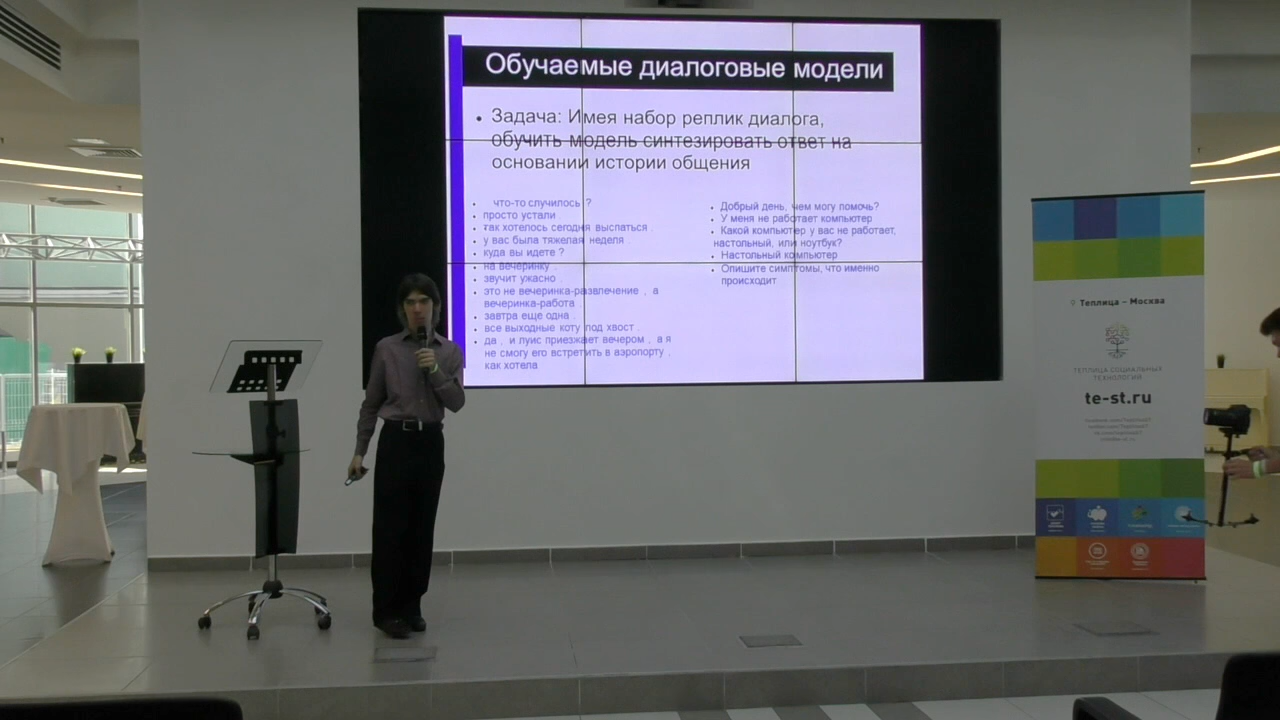 Обучаемые диалоговые модели
Задача: Имея набор реплик диалога,
обучить модель синтезировать ответ на
основании истории общения
что-то случилось ?
просто устали .
так хотелось сегодня выспаться
у вас была тяжелая неделя .
куда вы идете ?
на вечеринку .
звучит ужасно
это не вечеринка-развлечение , а
вечеринка-работа
завтра еще одна .
все выходные коту под хвост .
да , и луис приезжает вечером , а я
не смогу его встретить в аэропорту ,
как хотела
Добрый день, чем могу помочь?
У меня не работает компьютер
Какой компьютер у вас не работает,
настольный, или ноутбук?
Настольный компьютер
Опишите симптомы, что именно
происходит
Теплица – Москва
ТЕПЛИЦА СОЦИАЛЬНЫХ
ТЕХНОЛОГИЙ
te-st.ru